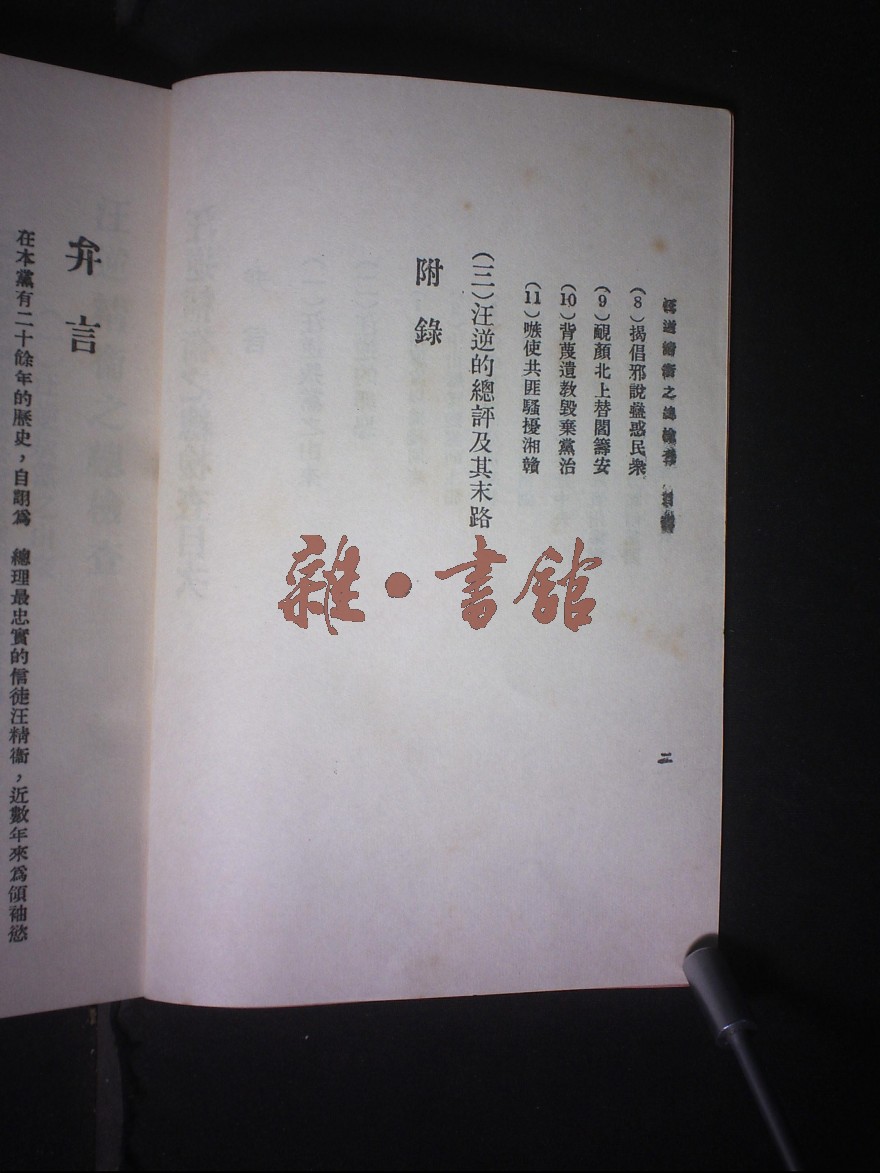 汪逆精衛之總檢查 目錄
(8)揭倡邪說蠱惑民衆
(9)靦顏北上替閻籌安
(10)背蔑遺教毀棄黨治
(11)嗾使共匪騷擾湘贛
(三)汪逆的總評及其末路
附錄
二
弁言
在本黨有二十餘年的歷史，自詡爲　總理最忠實的信徒汪精衞，近數年來爲領袖慾
雜•書館